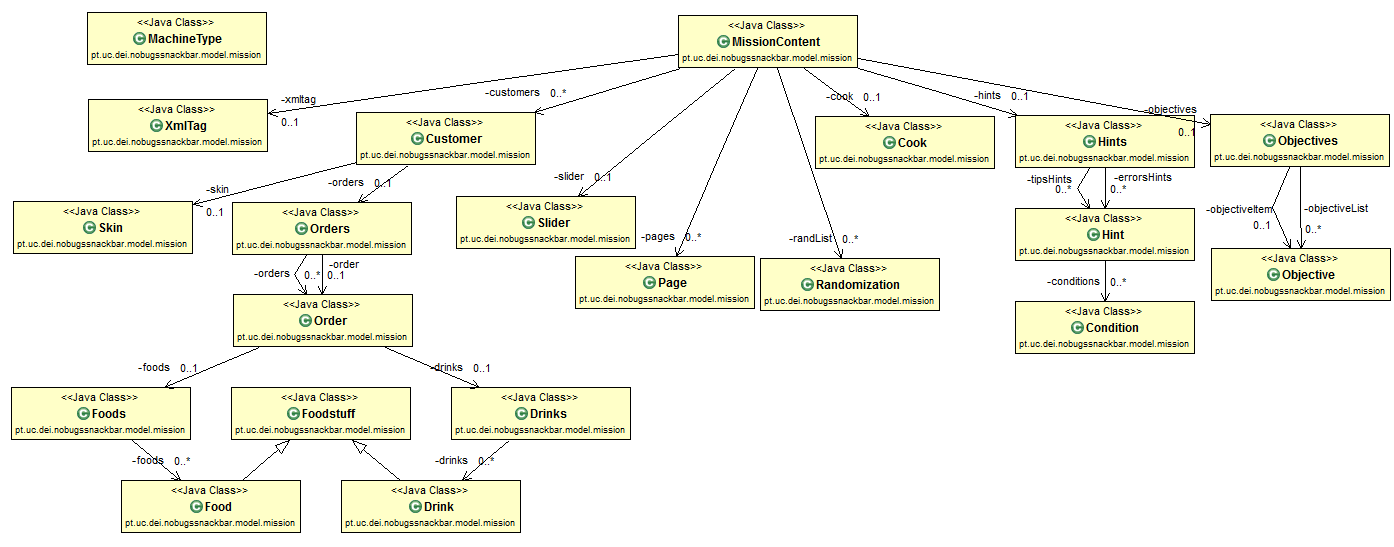 <<Java Class>>
MachineType
pt.uc.dei.nobugssnackbar.model.mission
<<Java Class>>
MissionContent
pt.uc.dei.nobugssnackbar.model.mission
-xmltag
0..1
-customers 0..*
-cook 0..1
-hints 0..1
-objectives
0..1
<<Java Class>>
XmlTag
pt.uc.dei.nobugssnackbar.model.mission
<<Java Class>>
Customer
pt.uc.dei.nobugssnackbar.model.mission
<<Java Class>>
Cook
pt.uc.dei.nobugssnackbar.model.mission
<<Java Class>>
Hints
pt.uc.dei.nobugssnackbar.model.mission
<<Java Class>>
Objectives
pt.uc.dei.nobugssnackbar.model.mission
-skin
0..1
-orders 0..1
-slider 0..1
-tipsHints
0..*
-errorsHints
0..*
<<Java Class>>
Skin
pt.uc.dei.nobugssnackbar.model.mission
<<Java Class>>
Orders
pt.uc.dei.nobugssnackbar.model.mission
<<Java Class>>
Slider
pt.uc.dei.nobugssnackbar.model.mission
-pages 0..*
-randList 0..*
<<Java Class>>
Hint
pt.uc.dei.nobugssnackbar.model.mission
-objectiveItem
0..1
-objectiveList
0..*
-orders 0..*
-order
0..1
<<Java Class>>
Page
pt.uc.dei.nobugssnackbar.model.mission
<<Java Class>>
Randomization
pt.uc.dei.nobugssnackbar.model.mission
-conditions 0..*
<<Java Class>>
Objective
pt.uc.dei.nobugssnackbar.model.mission
<<Java Class>>
Order
pt.uc.dei.nobugssnackbar.model.mission
<<Java Class>>
Condition
pt.uc.dei.nobugssnackbar.model.mission
-foods 0..1
-drinks 0..1
<<Java Class>>
Foods
pt.uc.dei.nobugssnackbar.model.mission
<<Java Class>>
Foodstuff
pt.uc.dei.nobugssnackbar.model.mission
<<Java Class>>
Drinks
pt.uc.dei.nobugssnackbar.model.mission
-foods 0..*
-drinks 0..*
<<Java Class>>
Food
pt.uc.dei.nobugssnackbar.model.mission
<<Java Class>>
Drink
pt.uc.dei.nobugssnackbar.model.mission